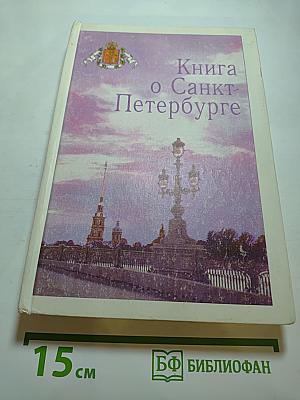 Книга
о Санкт-
Петербурге
15 см
БФ БИБЛИОФАН